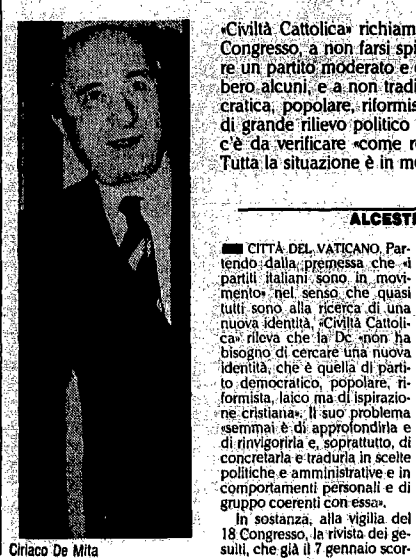 «Civiltà Cattolica» richiam
Congresso, a non farsi spi
re un partito moderato e
bero alcuni, e a non tradi
cratica, popolare, riformis
di grande rilievo politico
c'è da verificare «come r
Tutta la situazione è in m
ALCEST
CITTÀ DEL VATICANO. Par-
tendo dalla premessa che «i
partiti italiani sono in movi-
mento» nel senso che quasi
tutti sono alla ricerca di una
nuova identità, «Civiltà Cattoli-
ca» rileva che la Dc «non ha
bisogno di cercare una nuova
identità, che è quella di parti-
to democratico, popolare, ri-
formista, laico ma di ispirazio-
ne cristiana». Il suo problema
«semmai è di approfondirla e
di rinvigorirla e, soprattutto, di
concretarla e tradurla in scelte
politiche e amministrative e in
comportamenti personali e di
gruppo coerenti con essa».
In sostanza, alla vigilia del
18 Congresso, la rivista dei ge-
suiti, che già il 7 gennaio scor-
Ciriaco De Mita